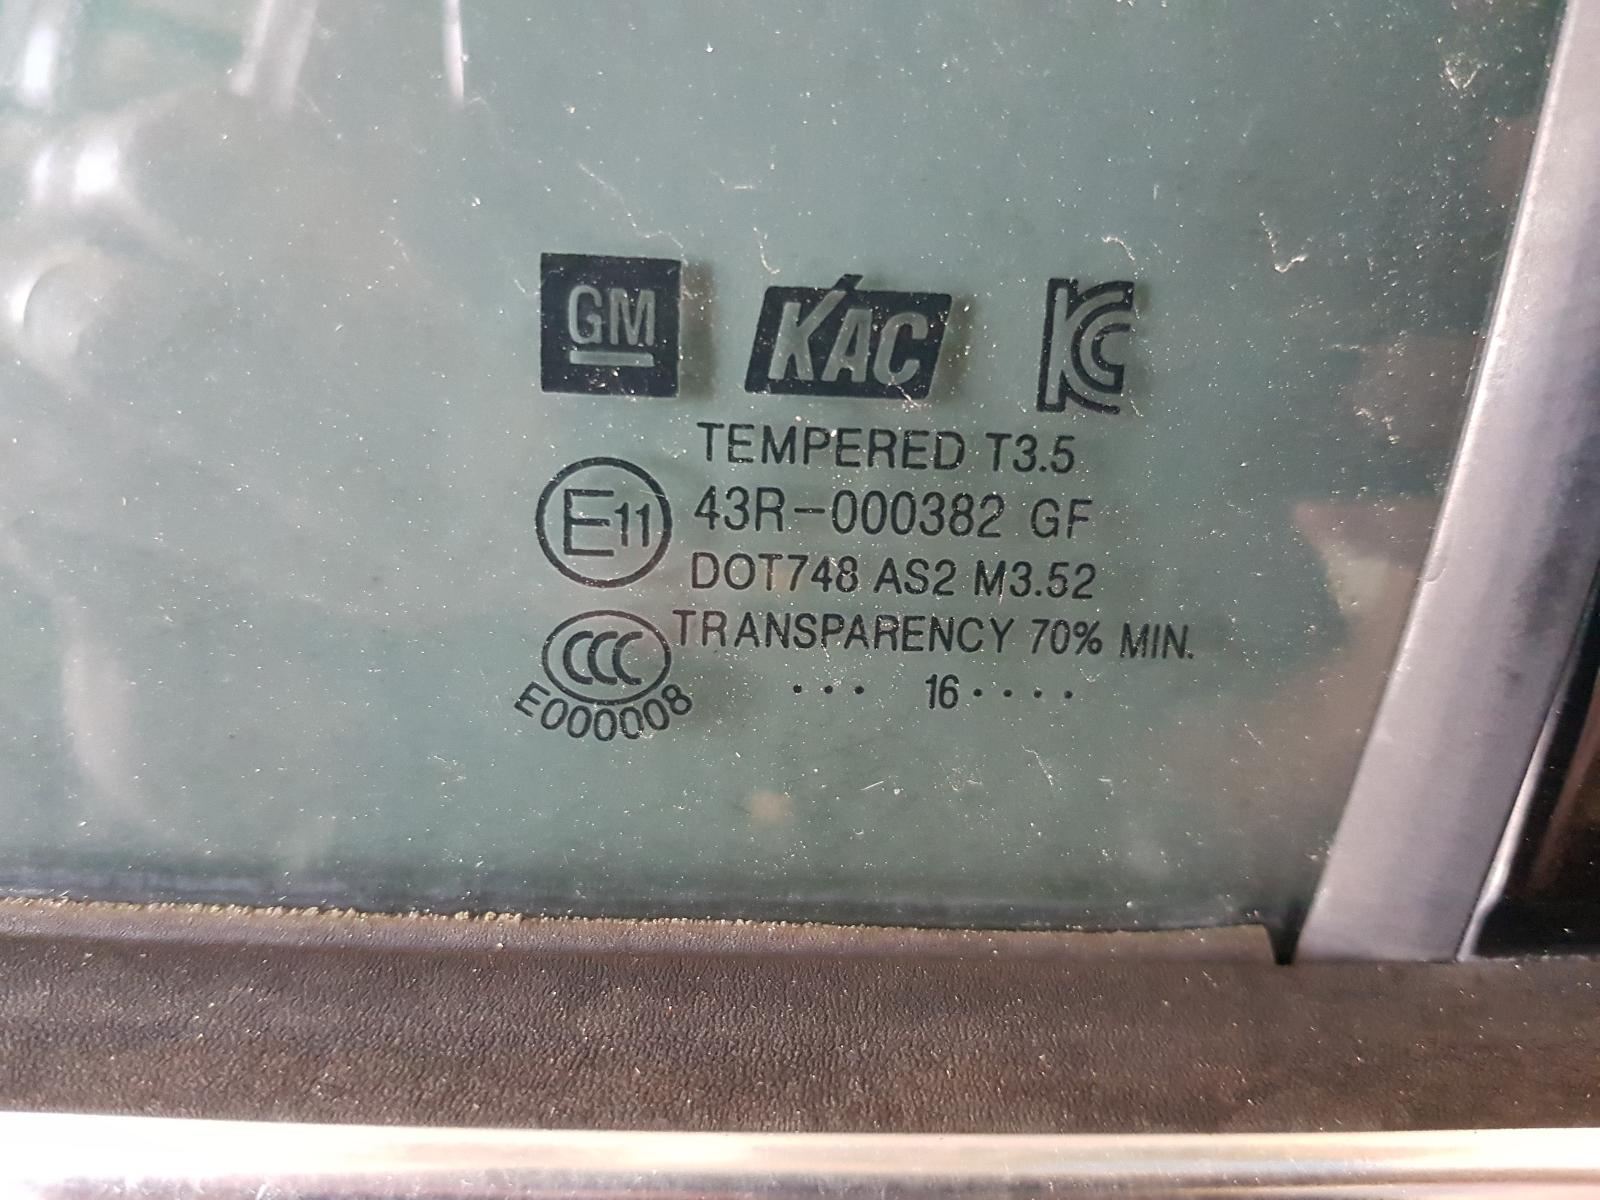 GM KAC KC
TEMPERED T3.5
E11 43R-000382 GF
DOT748 AS2 M3.52
CCC TRANSPARENCY 70% MIN.
E000008 ··· 16····